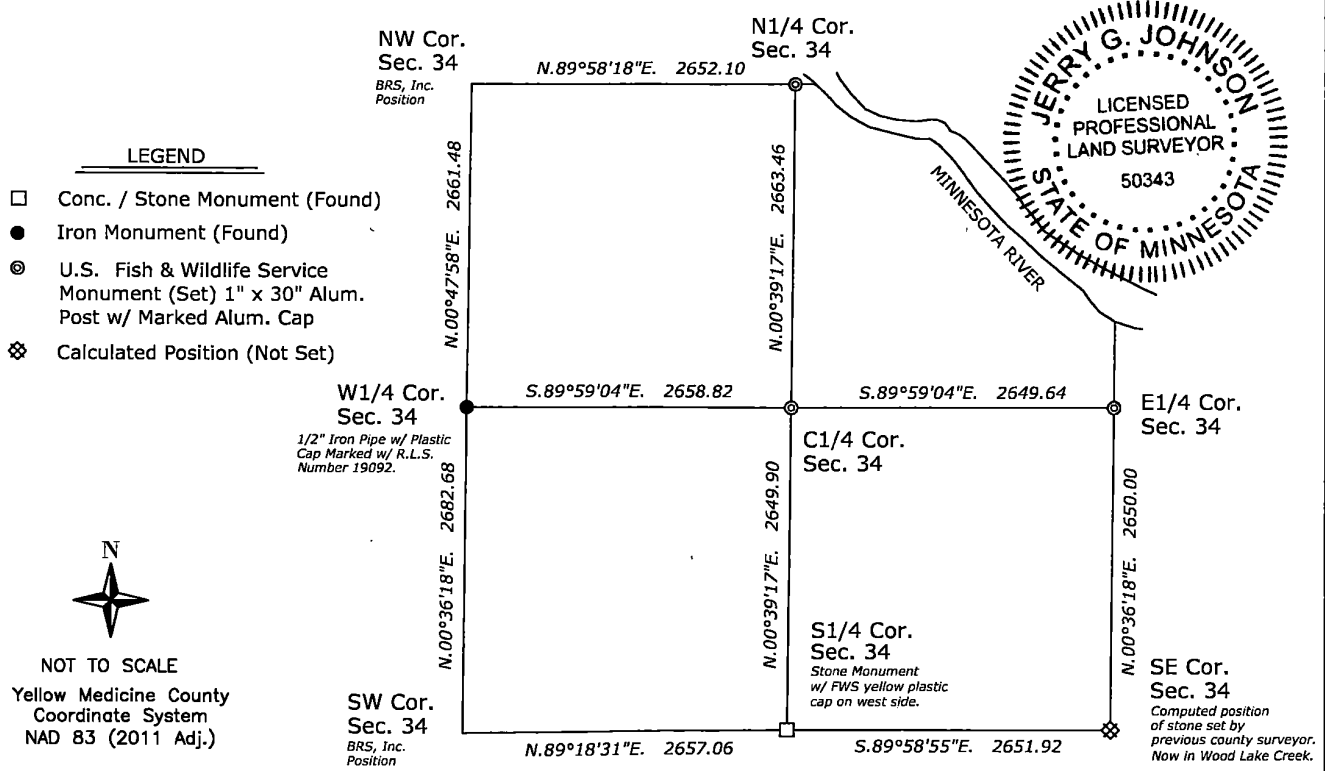 NW Cor.
Sec. 34
BRS, Inc.
Position
N.89°58'18"E. 2652.10
N1/4 Cor.
Sec. 34
JERRY G. JOHNSON
LICENSED
PROFESSIONAL
LAND SURVEYOR
50343
STATE OF MINNESOTA
LEGEND
Conc. / Stone Monument (Found)
Iron Monument (Found)
U.S. Fish & Wildlife Service
Monument (Set) 1" x 30" Alum.
Post w/ Marked Alum. Cap
Calculated Position (Not Set)
N.00°47'58"E. 2661.48
N.00°39'17"E. 2663.46
MINNESOTA RIVER
W1/4 Cor.
Sec. 34
1/2" Iron Pipe w/ Plastic
Cap Marked w/ R.L.S.
Number 19092.
S.89°59'04"E. 2658.82
S.89°59'04"E. 2649.64
E1/4 Cor.
Sec. 34
C1/4 Cor.
Sec. 34
N.00°36'18"E. 2682.68
N.00°39'17"E. 2649.90
N.00°36'18"E. 2650.00
N
NOT TO SCALE
Yellow Medicine County
Coordinate System
NAD 83 (2011 Adj.)
SW Cor.
Sec. 34
BRS, Inc.
Position
N.89°18'31"E. 2657.06
S1/4 Cor.
Sec. 34
Stone Monument
w/ FWS yellow plastic
cap on west side.
S.89°58'55"E. 2651.92
SE Cor.
Sec. 34
Computed position
of stone set by
previous county surveyor.
Now in Wood Lake Creek.